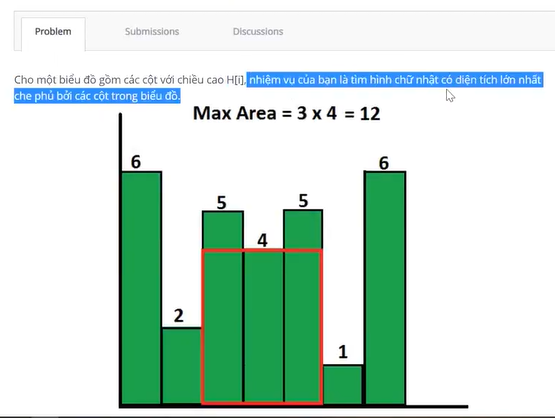 Problem
Submissions
Discussions
Cho một biểu đồ gồm các cột với chiều cao H[i], nhiệm vụ của bạn là tìm hình chữ nhật có diện tích lớn nhất
che phủ bởi các cột trong biểu đồ.
Max Area = 3 x 4 = 12
6
2
5
4
5
1
6